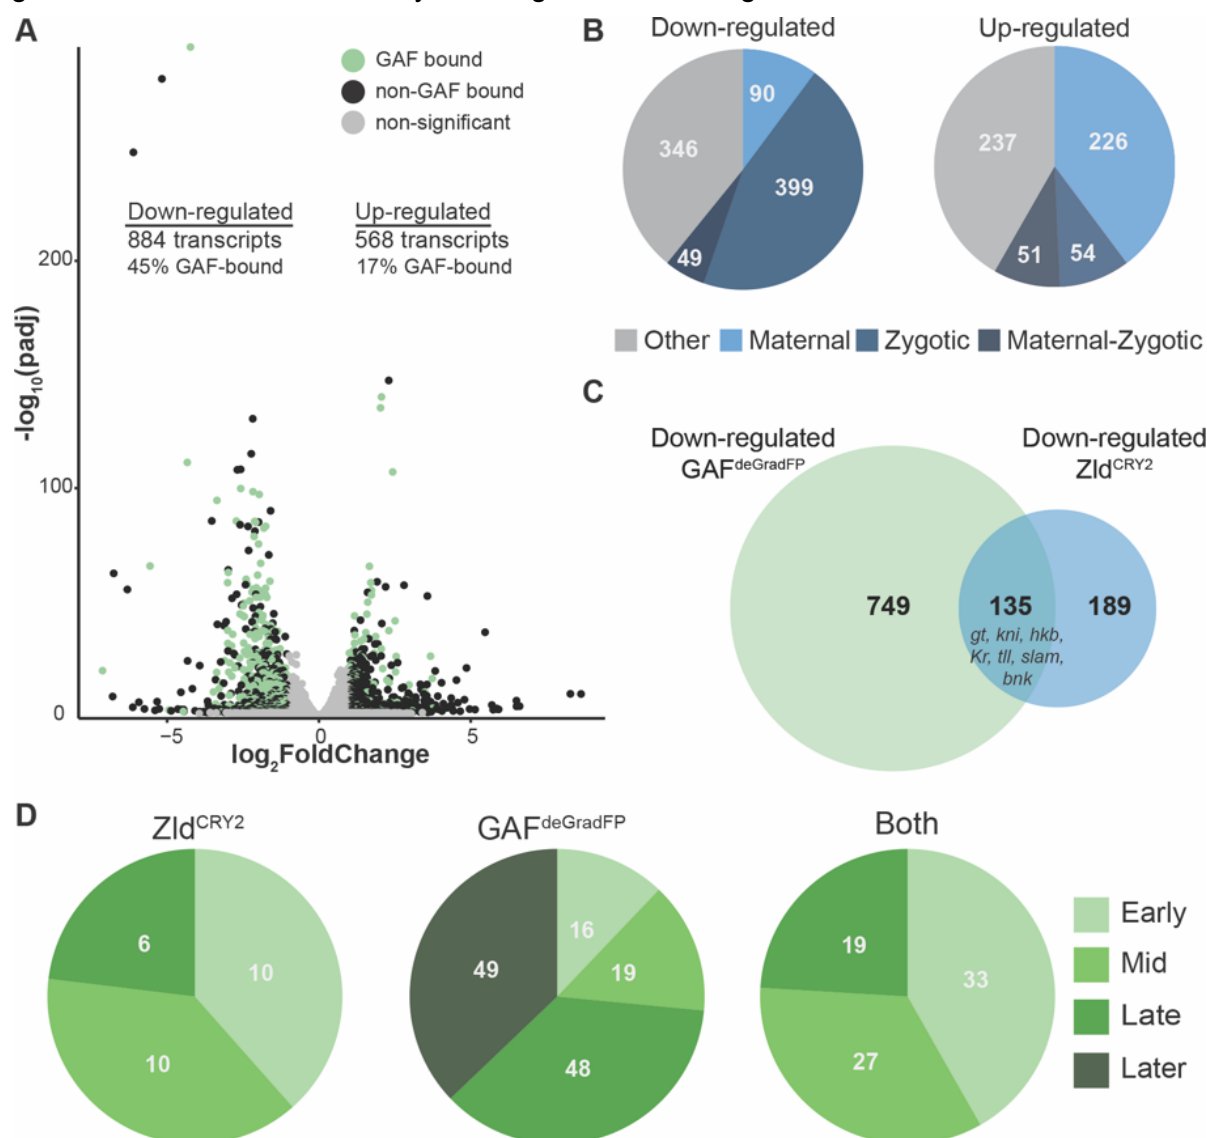 A
GAF bound
non-GAF bound
non-significant
Down-regulated
884 transcripts
45% GAF-bound
Up-regulated
568 transcripts
17% GAF-bound
200
100
0
-log10(padj)
−5
0
5
log2FoldChange
B
Down-regulated
90
399
49
346
Up-regulated
226
54
51
237
Other
Maternal
Zygotic
Maternal-Zygotic
C
Down-regulated
GAFdeGradFP
Down-regulated
ZldCRY2
749
135
189
gt, kni, hkb,
Kr, tll, slam,
bnk
D
ZldCRY2
6
10
10
GAFdeGradFP
16
19
48
49
Both
19
33
27
Early
Mid
Late
Later